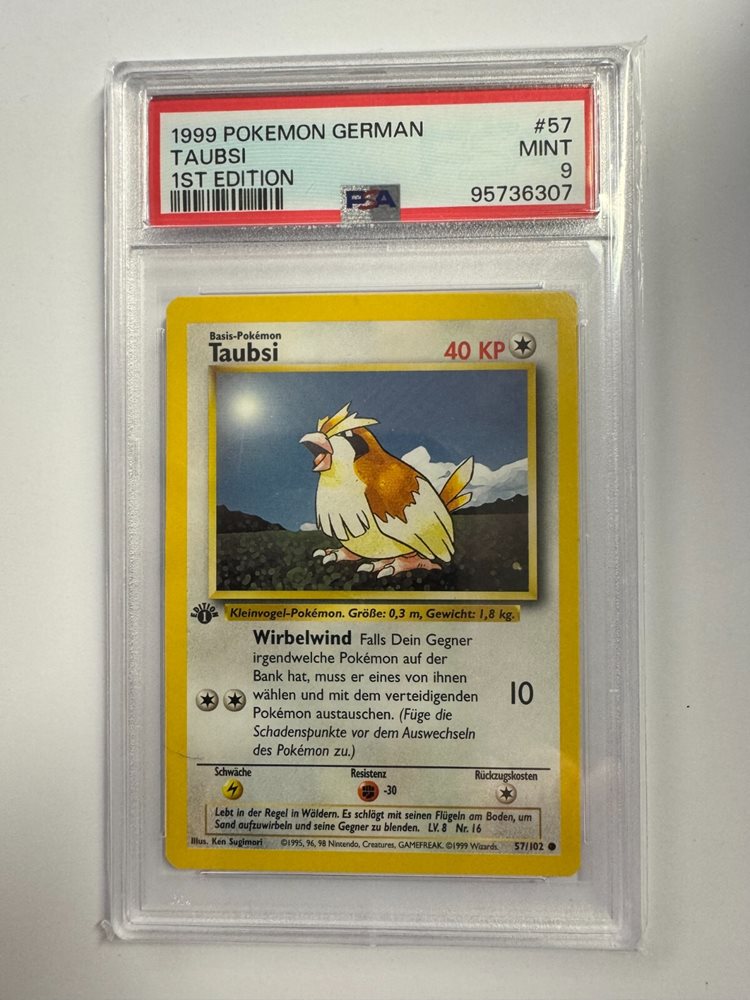 1999 POKEMON GERMAN #57
TAUBSI MINT
1ST EDITION 9
PSA 95736307
Basis-Pokémon
Taubsi 40 KP
EDITION
1
Kleinvogel-Pokémon. Größe: 0,3 m, Gewicht: 1,8 kg.
Wirbelwind Falls Dein Gegner
irgendwelche Pokémon auf der
Bank hat, muss er eines von ihnen
wählen und mit dem verteidigenden 10
Pokémon austauschen. (Füge die
Schadenspunkte vor dem Auswechseln
des Pokémon zu.)
Schwäche Resistenz Rückzugskosten
-30
Lebt in der Regel in Wäldern. Es schlägt mit seinen Flügeln am Boden, um
Sand aufzuwirbeln und seine Gegner zu blenden. LV. 8 Nr. 16
Illus. Ken Sugimori ©1995, 96, 98 Nintendo, Creatures, GAMEFREAK. ©1999 Wizards. 57/102